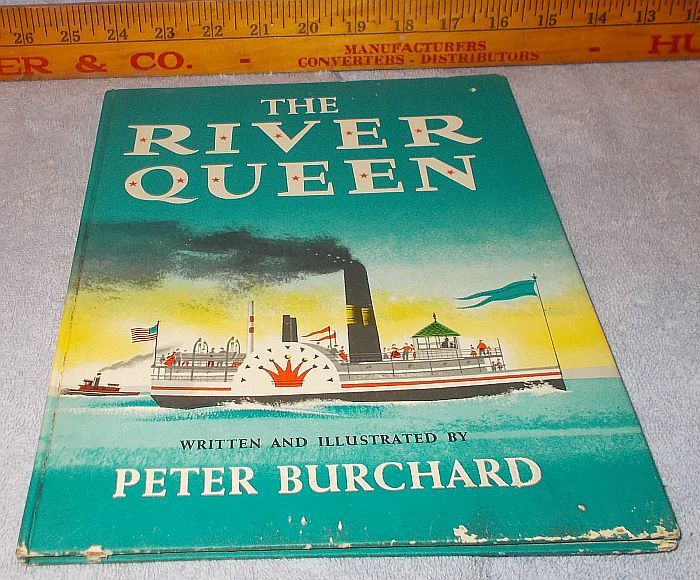 26 25 24 23 22 21 20 19 18 17 16 15 14 13
ER & CO. - MANUFACTURERS - HU
CONVERTERS - DISTRIBUTORS
THE
RIVER
QUEEN
WRITTEN AND ILLUSTRATED BY
PETER BURCHARD